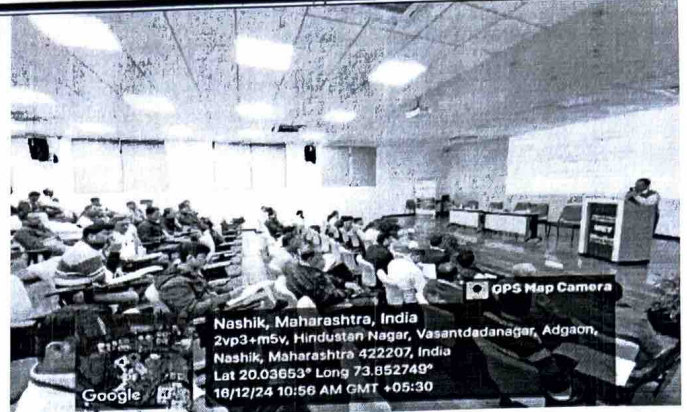 GPS Map Camera
Nashik, Maharashtra, India
2vp3+m5v, Hindustan Nagar, Vasantdadanagar, Adgaon,
Nashik, Maharashtra 422207, India
Lat 20.03653° Long 73.852749°
16/12/24 10:56 AM GMT +05:30
Google